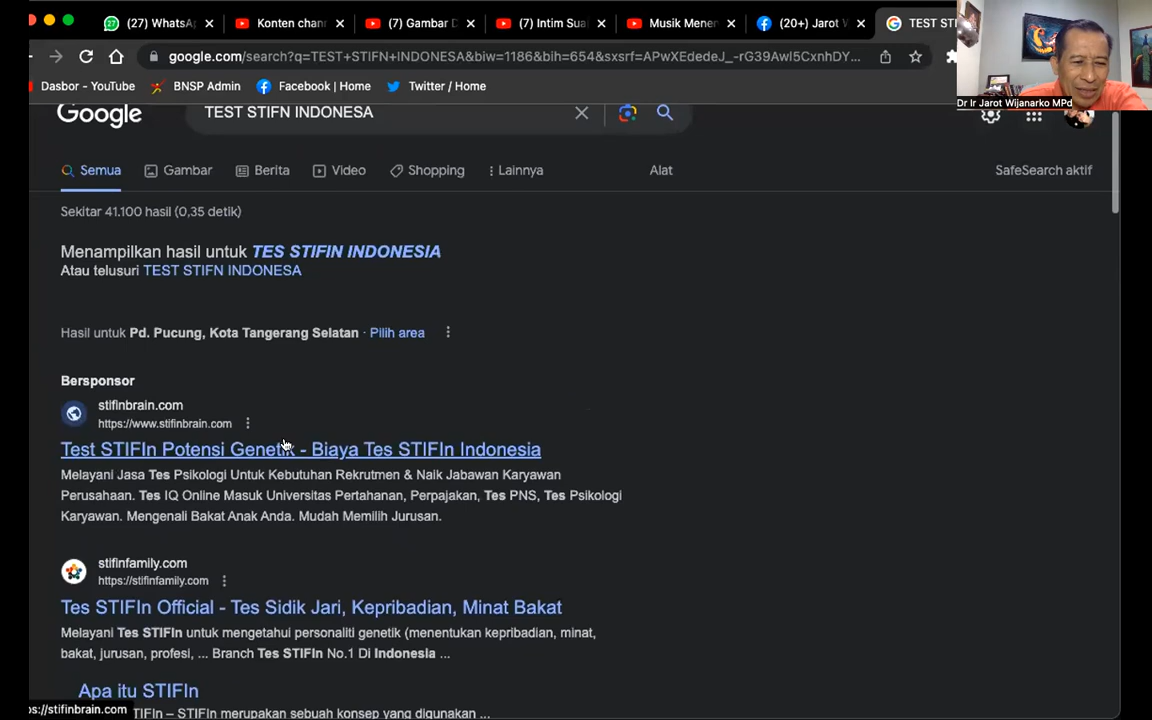 (27) WhatsA
Konten chann
(7) Gambar D
(7) Intim Sua
Musik Menen
(20+) Jarot W
TEST ST
google.com/search?q=TEST+STIFN+INDONESA&biw=1186&bih=654&sxsrf=APwXEdedeJ_-rG39Awl5CxnhDY...
Dasbor - YouTube
BNSP Admin
Facebook | Home
Twitter / Home
Dr Ir Jarot Wijanarko MPd
Google
TEST STIFN INDONESA
Semua
Gambar
Berita
Video
Shopping
Lainnya
Alat
SafeSearch aktif
Sekitar 41.100 hasil (0,35 detik)
Menampilkan hasil untuk TES STIFIN INDONESIA
Atau telusuri TEST STIFN INDONESA
Hasil untuk Pd. Pucung, Kota Tangerang Selatan · Pilih area
Bersponsor
stifinbrain.com
https://www.stifinbrain.com
Test STIFIn Potensi Genetik - Biaya Tes STIFIn Indonesia
Melayani Jasa Tes Psikologi Untuk Kebutuhan Rekrutmen & Naik Jabawan Karyawan
Perusahaan. Tes IQ Online Masuk Universitas Pertahanan, Perpajakan, Tes PNS, Tes Psikologi
Karyawan. Mengenali Bakat Anak Anda. Mudah Memilih Jurusan.
stifinfamily.com
https://stifinfamily.com
Tes STIFIn Official - Tes Sidik Jari, Kepribadian, Minat Bakat
Melayani Tes STIFIn untuk mengetahui personaliti genetik (menentukan kepribadian, minat,
bakat, jurusan, profesi, ... Branch Tes STIFIn No.1 Di Indonesia ...
Apa itu STIFIn
TIFIn – STIFIn merupakan sebuah konsep yang digunakan ...
ps://stifinbrain.com